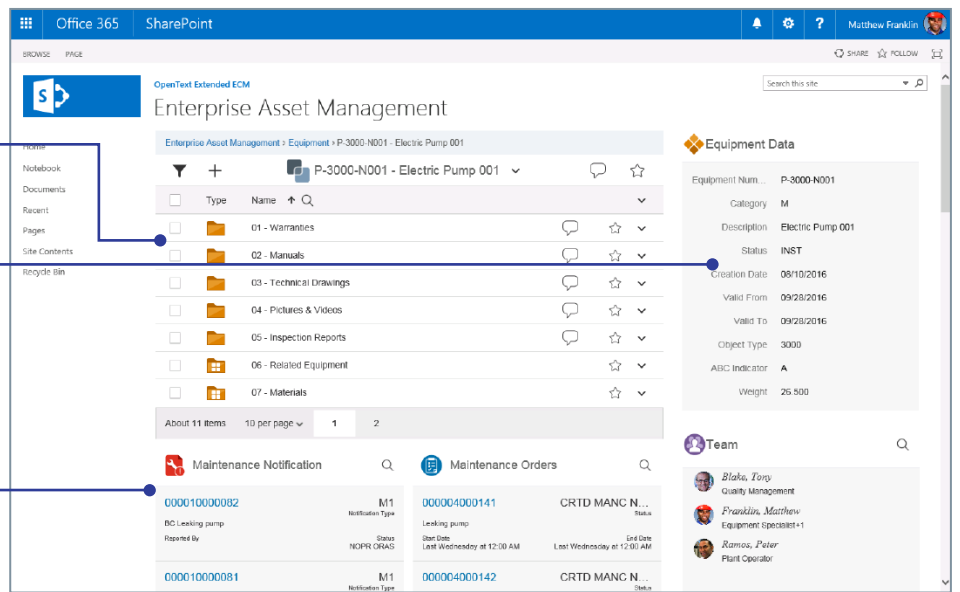 Office 365 SharePoint ? Matthew Franklin
BROWSE PAGE SHARE FOLLOW
S
OpenText Extended ECM
Search this site
Enterprise Asset Management
Home
Notebook
Documents
Recent
Pages
Site Contents
Recycle Bin
Enterprise Asset Management > Equipment > P-3000-N001 - Electric Pump 001
P-3000-N001 - Electric Pump 001
Type Name
01 - Warranties
02 - Manuals
03 - Technical Drawings
04 - Pictures & Videos
05 - Inspection Reports
06 - Related Equipment
07 - Materials
About 11 items 10 per page 1 2
Equipment Data
Equipment Num... P-3000-N001
Category M
Description Electric Pump 001
Status INST
Creation Date 08/10/2016
Valid From 09/28/2016
Valid To 09/28/2016
Object Type 3000
ABC Indicator A
Weight 26.500
Maintenance Notification
000010000082 M1
Notification Type
BC Leaking pump
Reported By Status
NOPR ORAS
000010000081 M1
Notification Type
Maintenance Orders
000004000141 CRTD MANC N...
Status
Leaking pump
Start Date End Date
Last Wednesday at 12:00 AM Last Wednesday at 12:00 AM
000004000142 CRTD MANC N...
Status
Team
Blake, Tony
Quality Management
Franklin, Matthew
Equipment Specialist+1
Ramos, Peter
Plant Operator